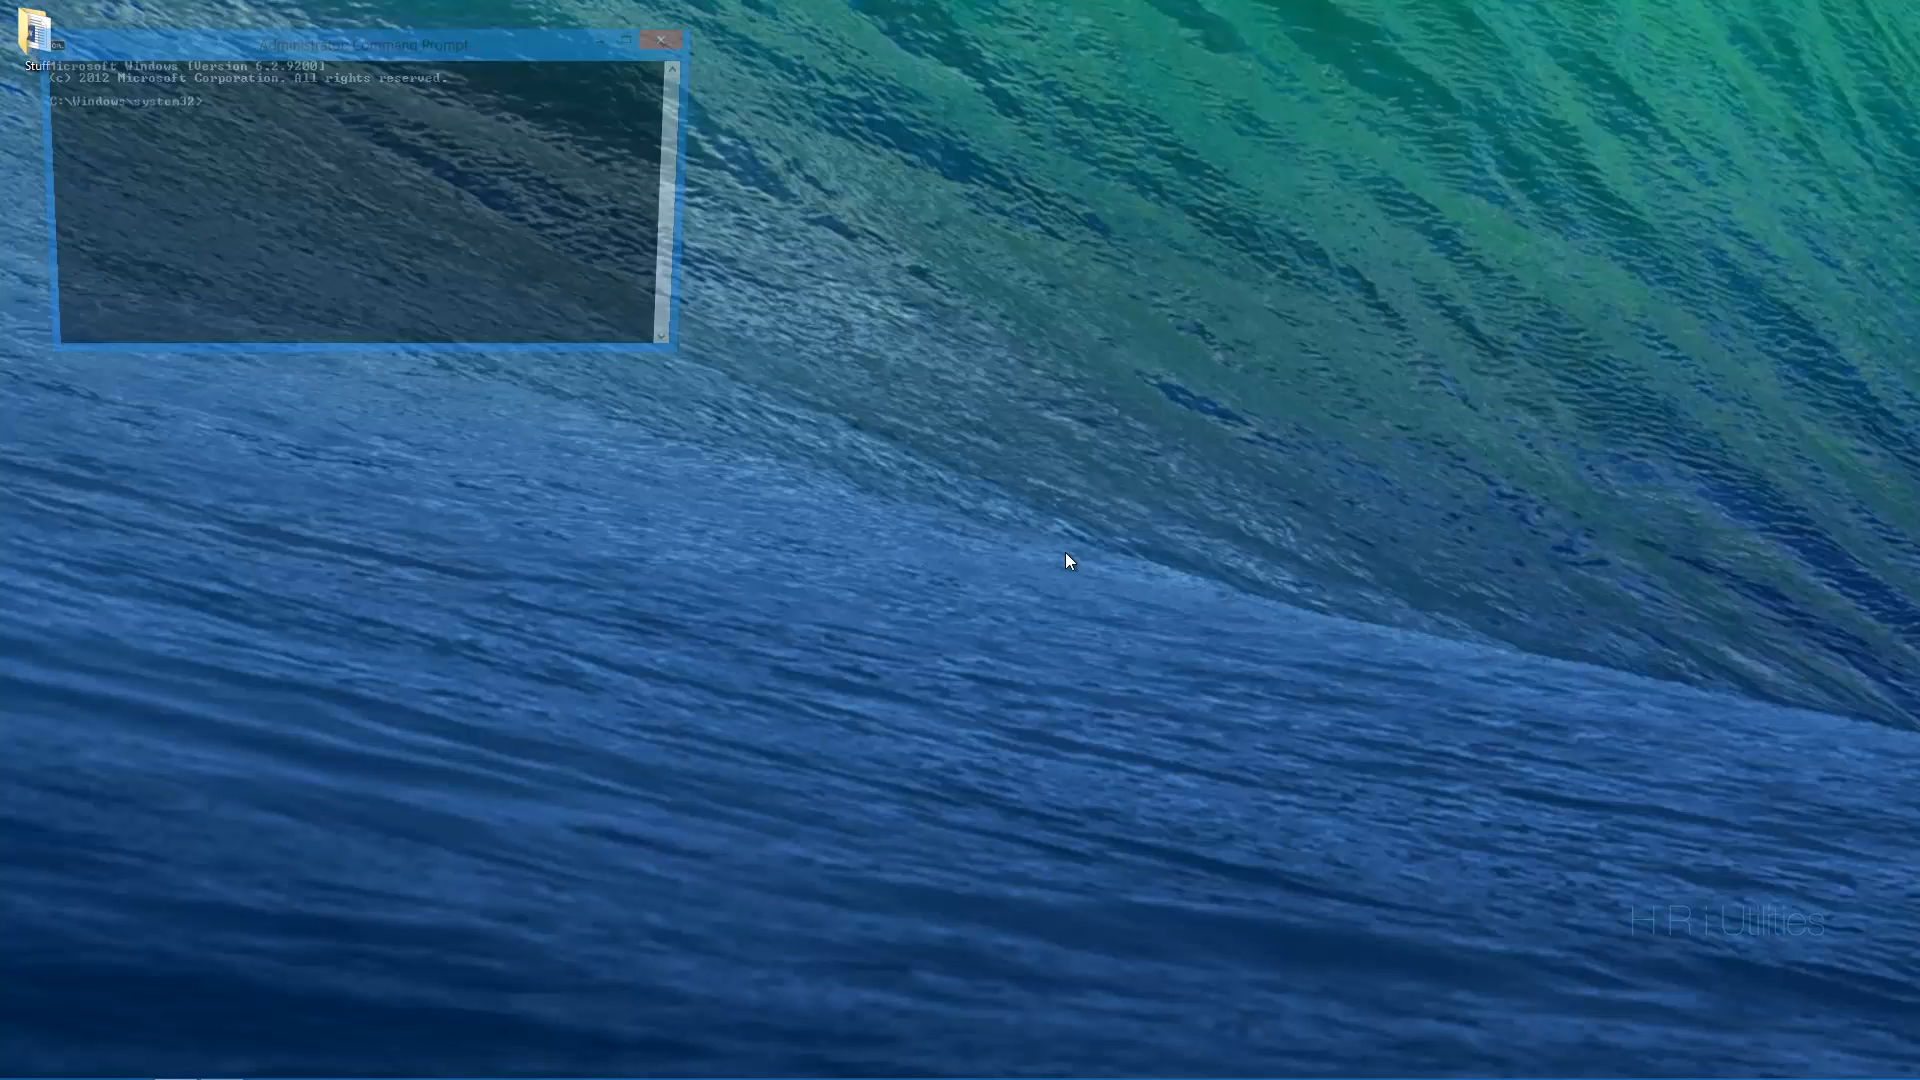 Administrator: Command Prompt
Stuff
Microsoft Windows [Version 6.2.9200]
(c) 2012 Microsoft Corporation. All rights reserved.
C:\Windows\system32>
H R i Utilities